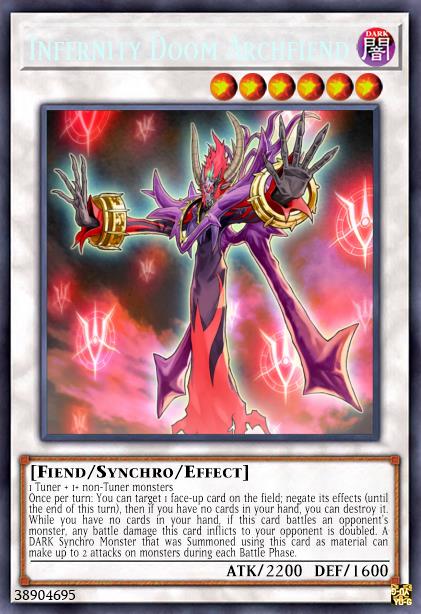 Infernity Doom Archfiend
DARK
闇
[Fiend/Synchro/Effect]
1 Tuner + 1+ non-Tuner monsters
Once per turn: You can target 1 face-up card on the field; negate its effects (until
the end of this turn), then if you have no cards in your hand, you can destroy it.
While you have no cards in your hand, if this card battles an opponent's
monster, any battle damage this card inflicts to your opponent is doubled. A
DARK Synchro Monster that was Summoned using this card as material can
make up to 2 attacks on monsters during each Battle Phase.
ATK/2200 DEF/1600
38904695